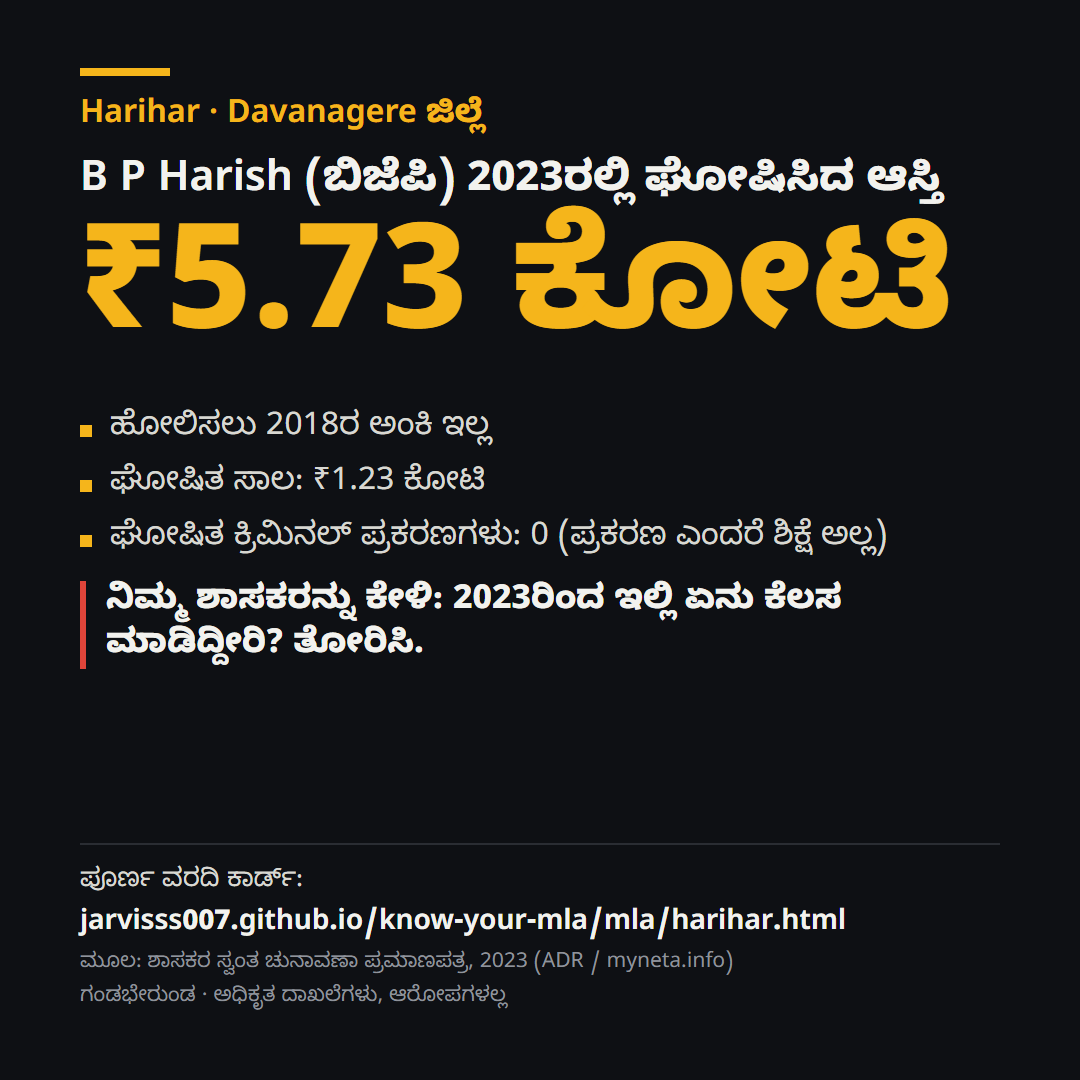 Harihar · Davanagere ಜಿಲ್ಲೆ
B P Harish (ಬಿಜೆಪಿ) 2023ರಲ್ಲಿ ಘೋಷಿಸಿದ ಆಸ್ತಿ
₹5.73 ಕೋಟಿ
ಹೋಲಿಸಲು 2018ರ ಅಂಕಿ ಇಲ್ಲ
ಘೋಷಿತ ಸಾಲ: ₹1.23 ಕೋಟಿ
ಘೋಷಿತ ಕ್ರಿಮಿನಲ್ ಪ್ರಕರಣಗಳು: 0 (ಪ್ರಕರಣ ಎಂದರೆ ಶಿಕ್ಷೆ ಅಲ್ಲ)
ನಿಮ್ಮ ಶಾಸಕರನ್ನು ಕೇಳಿ: 2023ರಿಂದ ಇಲ್ಲಿ ಏನು ಕೆಲಸ
ಮಾಡಿದ್ದೀರಿ? ತೋರಿಸಿ.
ಪೂರ್ಣ ವರದಿ ಕಾರ್ಡ್:
jarvisss007.github.io/know-your-mla/mla/harihar.html
ಮೂಲ: ಶಾಸಕರ ಸ್ವಂತ ಚುನಾವಣಾ ಪ್ರಮಾಣಪತ್ರ, 2023 (ADR / myneta.info)
ಗಂಡಭೇರುಂಡ · ಅಧಿಕೃತ ದಾಖಲೆಗಳು, ಆರೋಪಗಳಲ್ಲ